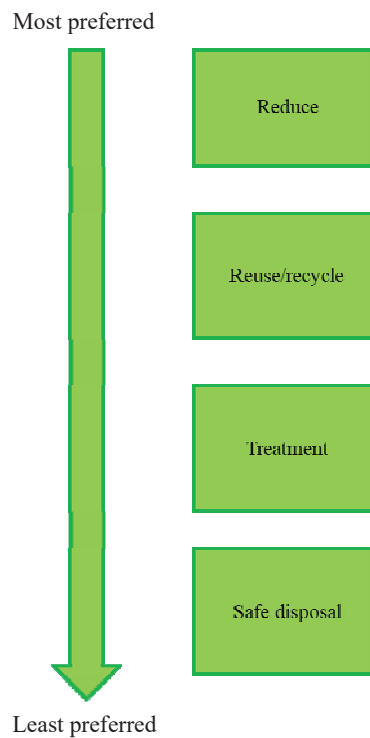 Most preferred
Reduce
Reuse/recycle
Treatment
Safe disposal
Least preferred